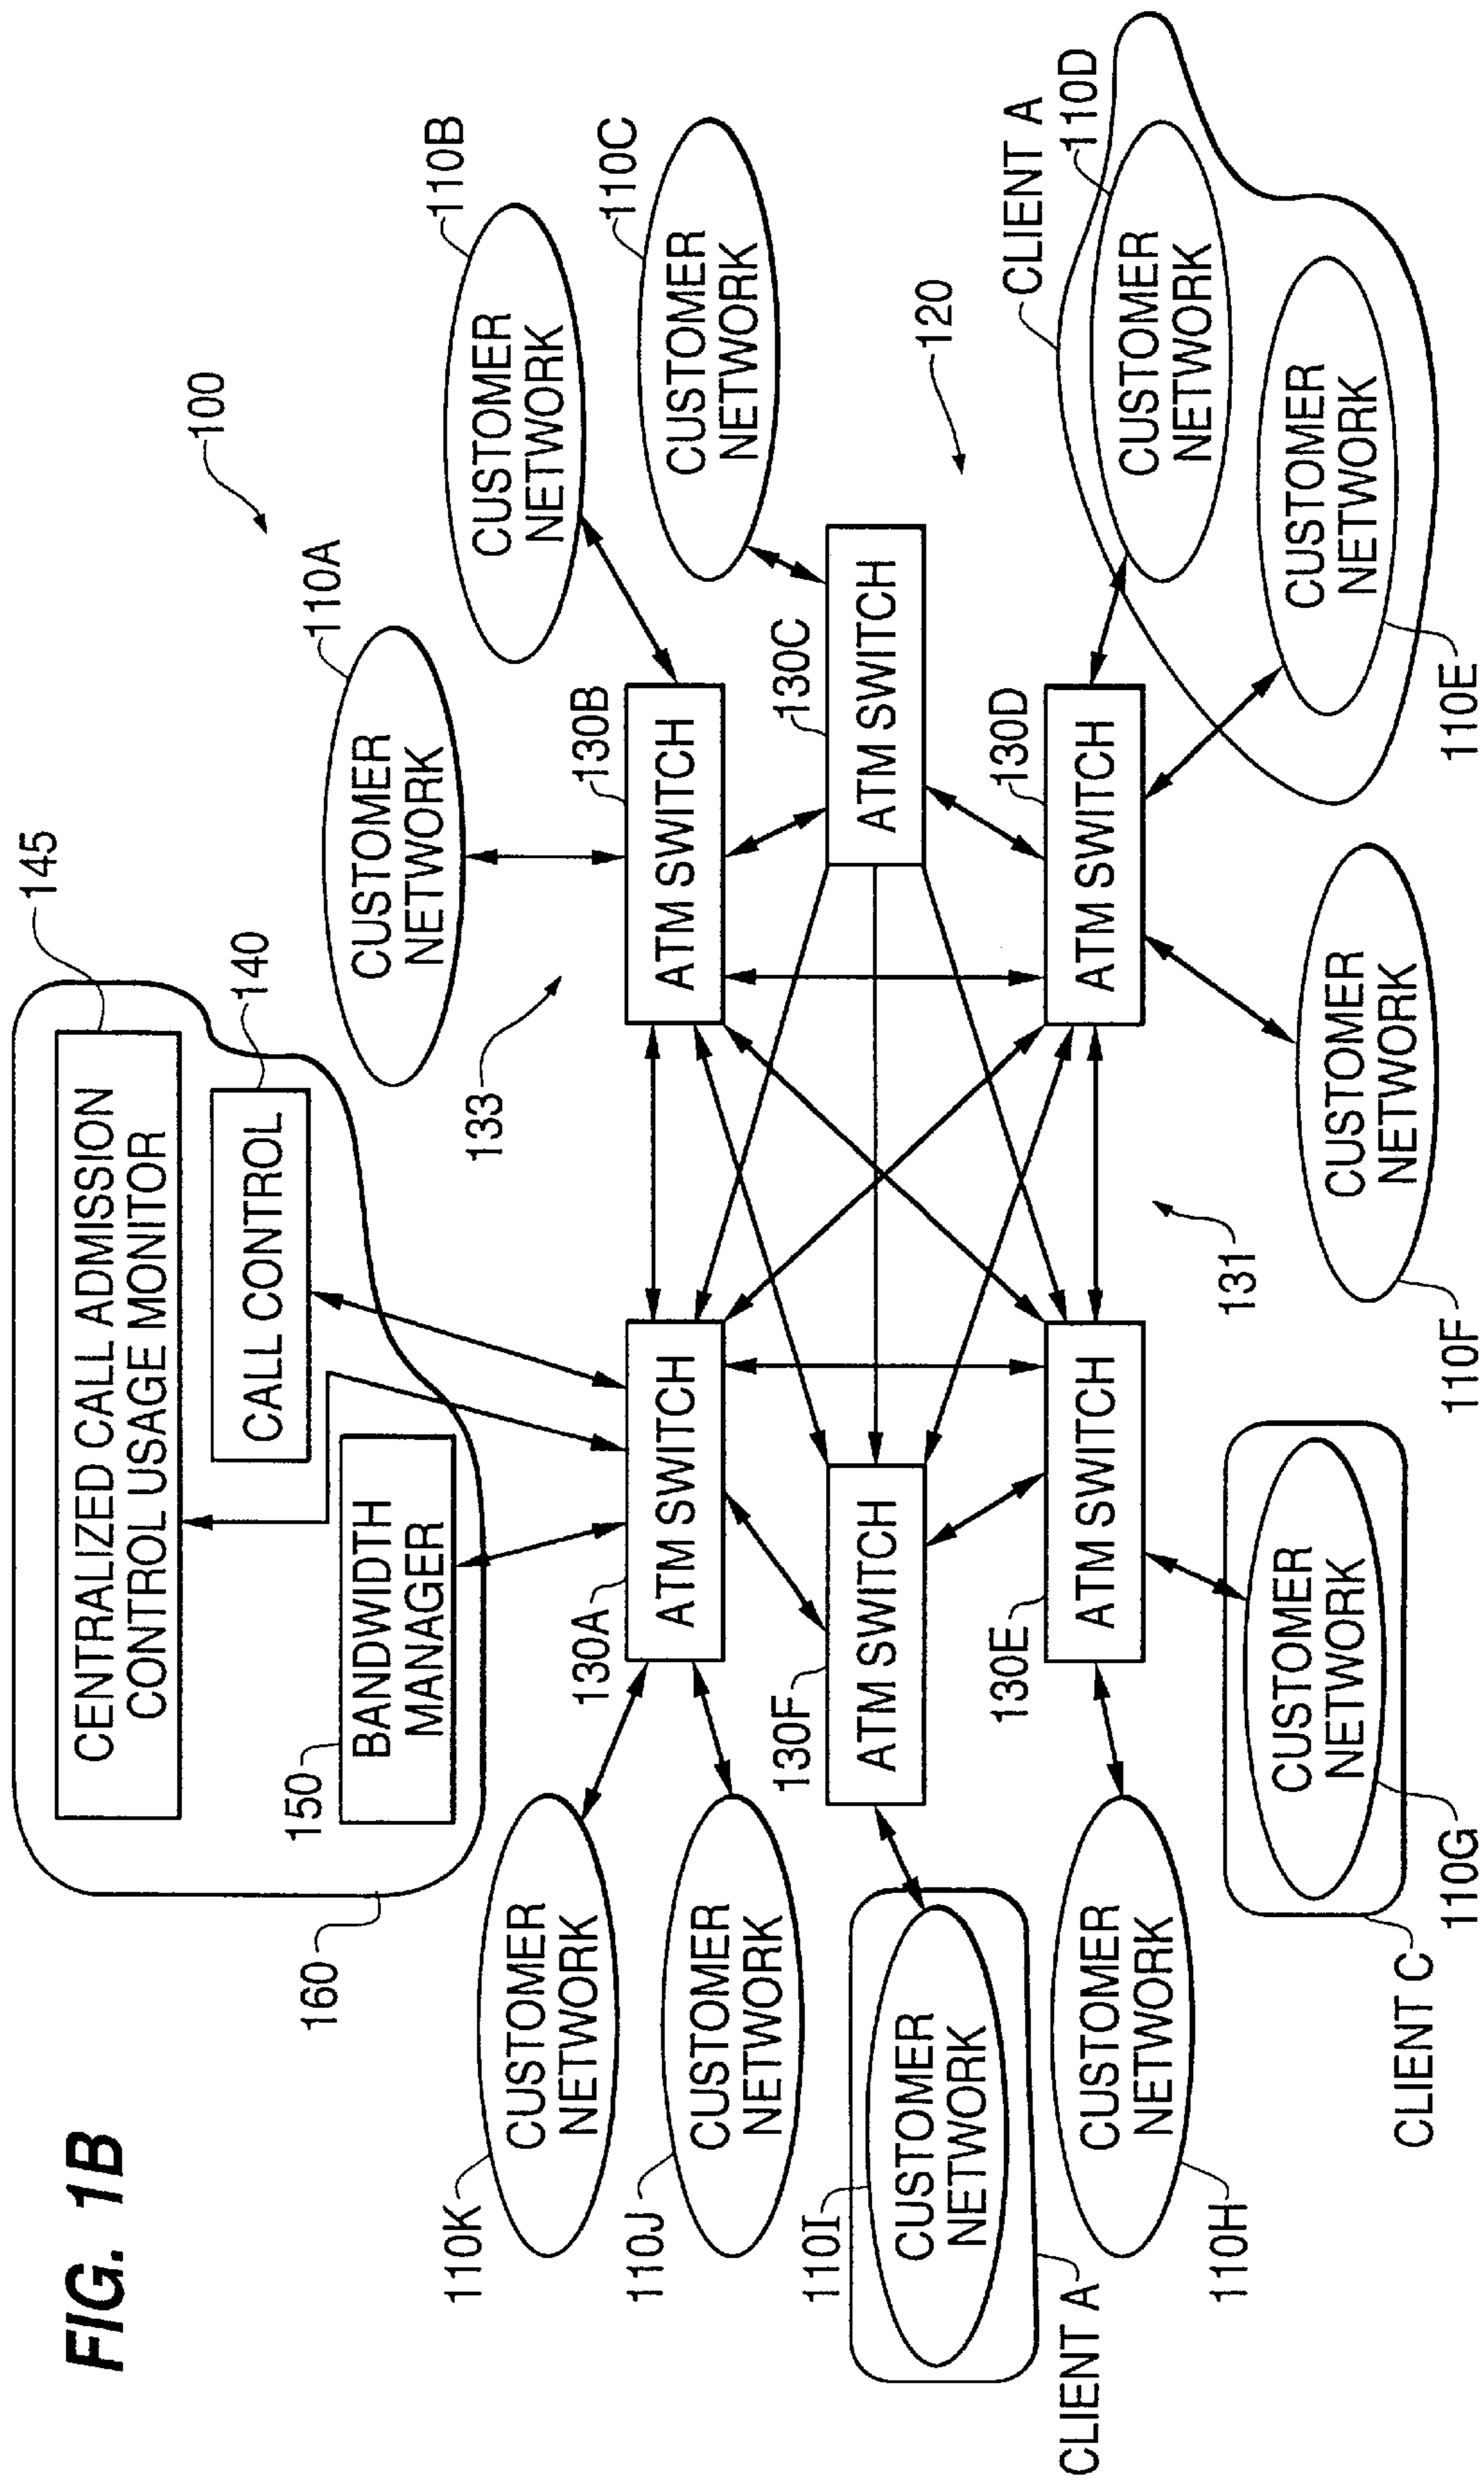 FIG. 1B
CENTRALIZED CALL ADMISSION
CONTROL USAGE MONITOR
145
CALL CONTROL
140
BANDWIDTH
MANAGER
150
160
100
110A
CUSTOMER
NETWORK
110B
CUSTOMER
NETWORK
110C
CUSTOMER
NETWORK
133
110K
CUSTOMER
NETWORK
110J
CUSTOMER
NETWORK
130A
ATM SWITCH
130B
ATM SWITCH
130C
ATM SWITCH
120
130F
ATM SWITCH
110I
CUSTOMER
NETWORK
CLIENT A
130D
ATM SWITCH
CLIENT A
110D
CUSTOMER
NETWORK
CUSTOMER
NETWORK
110E
130E
ATM SWITCH
131
CUSTOMER
NETWORK
110H
CUSTOMER
NETWORK
110G
CLIENT C
CUSTOMER
NETWORK
110F